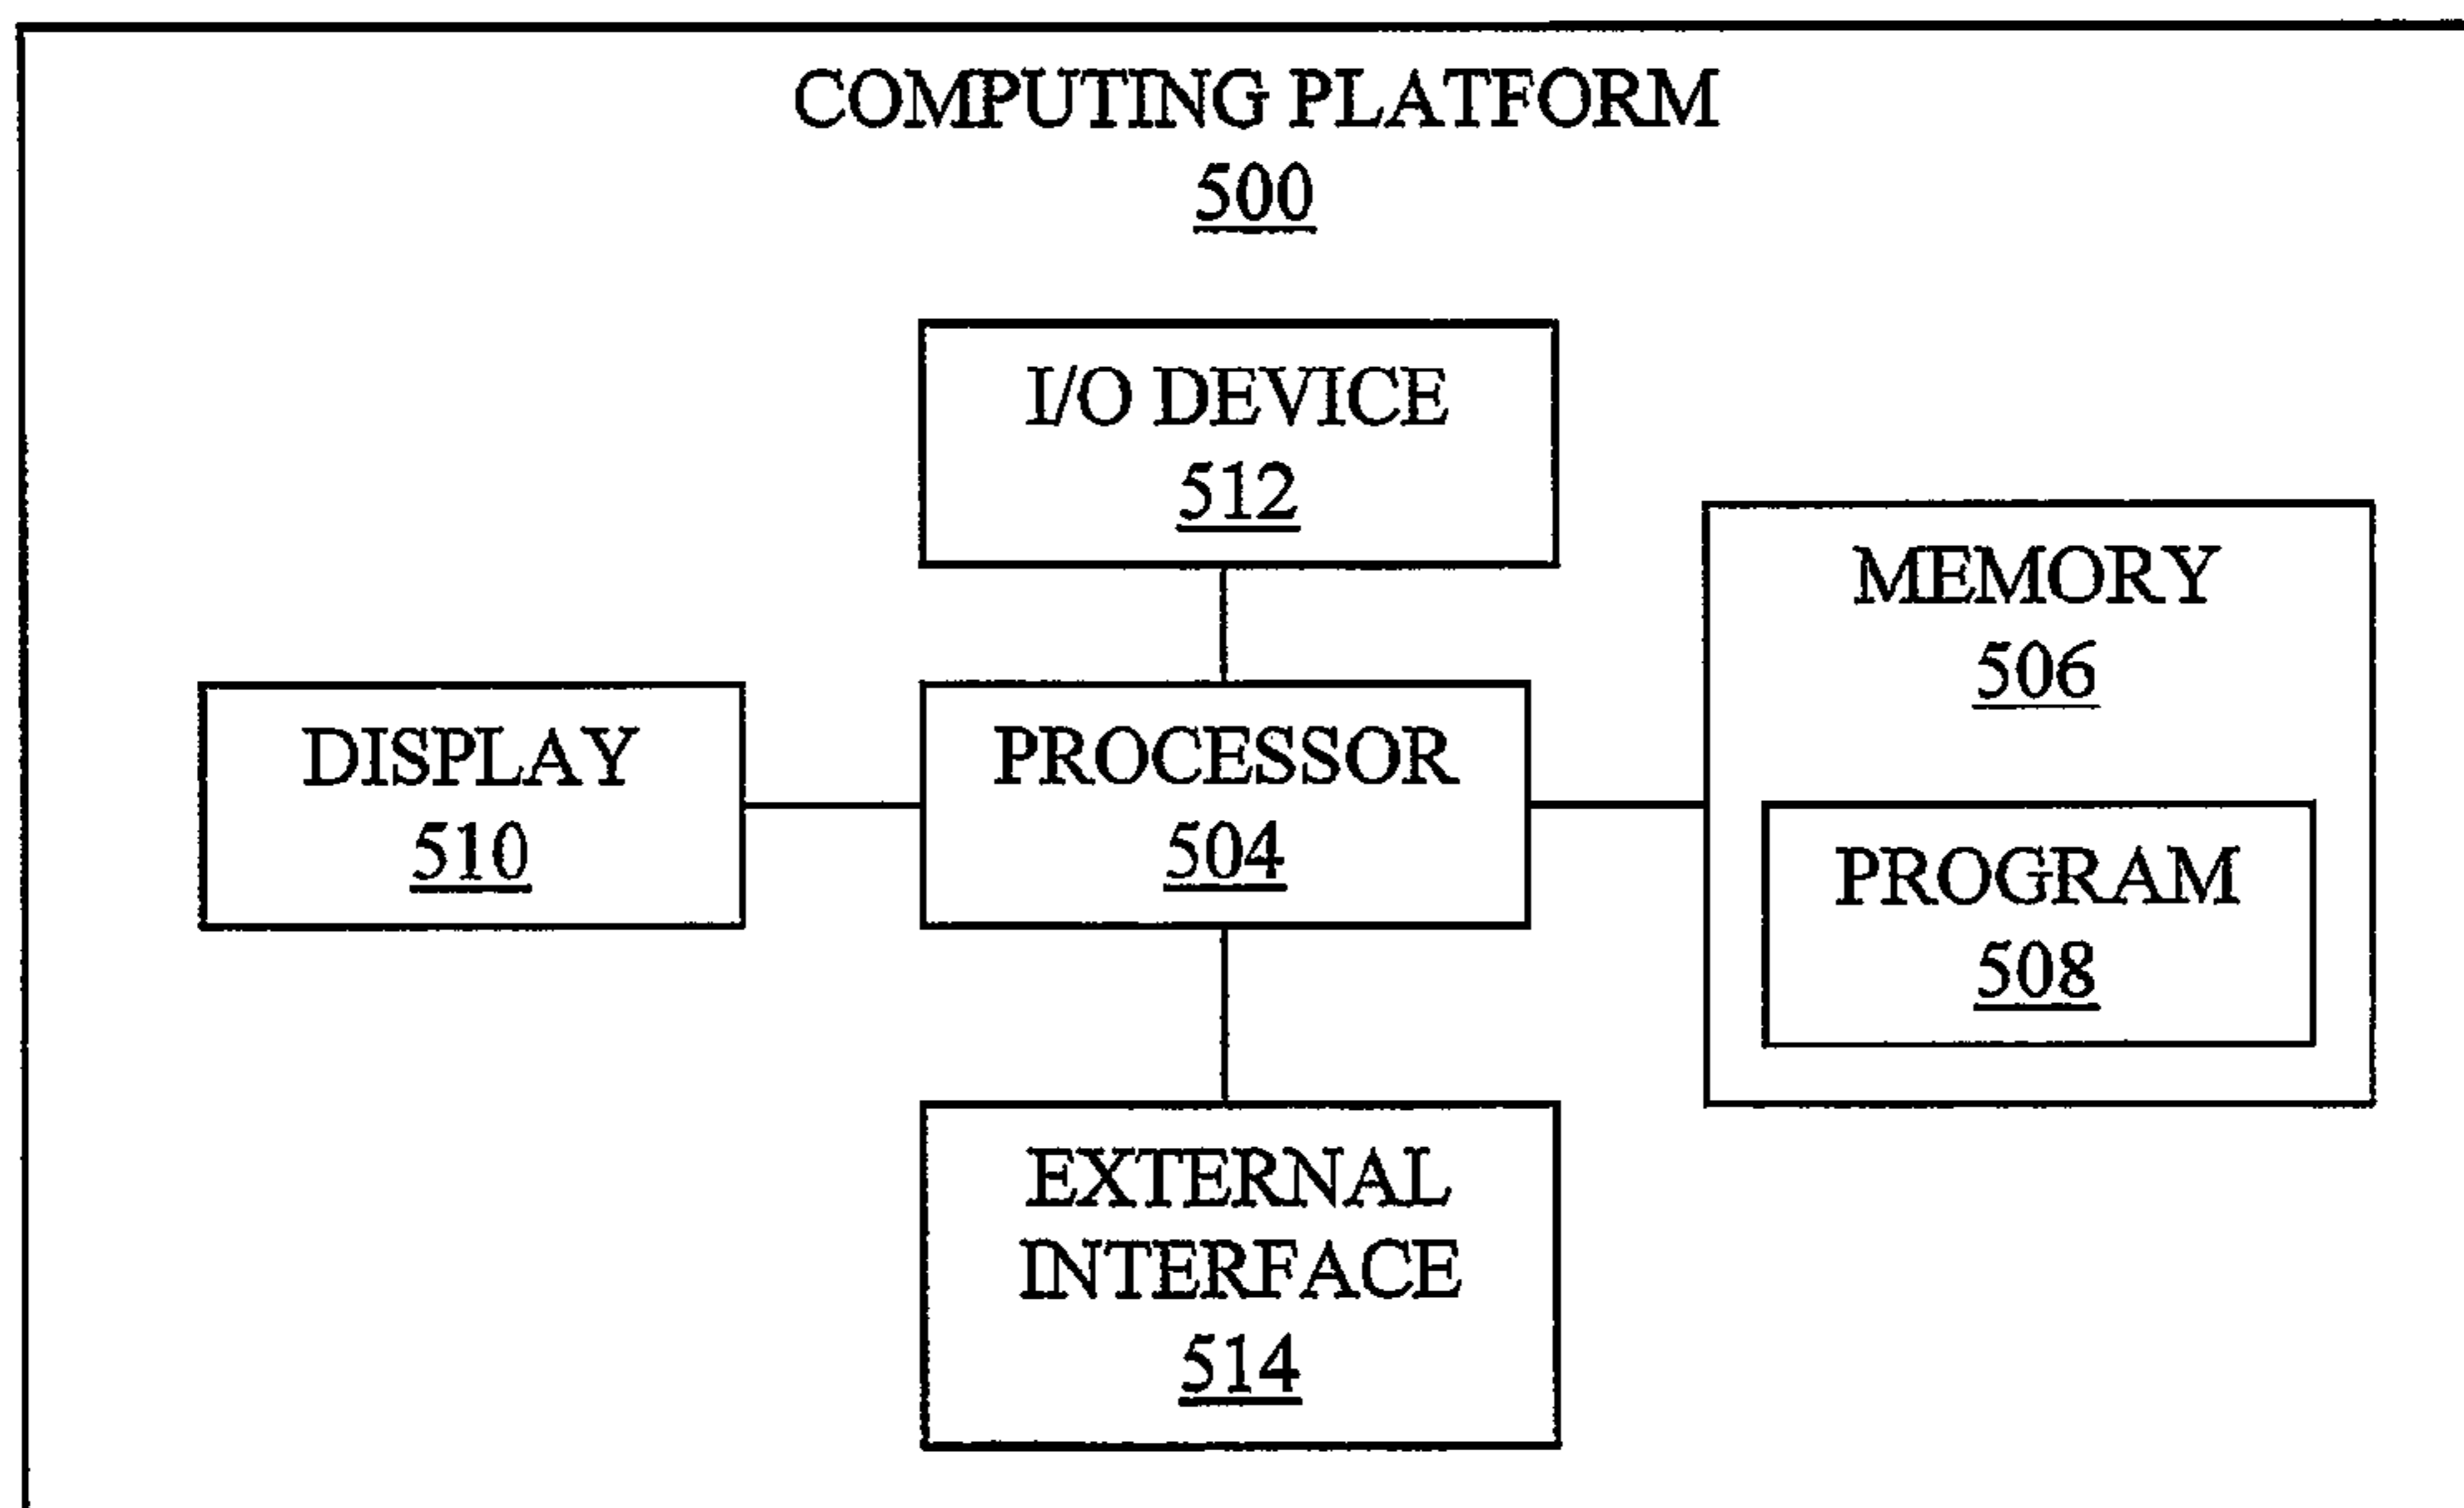 COMPUTING PLATFORM
500
I/O DEVICE
512
MEMORY
506
DISPLAY
510
PROCESSOR
504
PROGRAM
508
EXTERNAL
INTERFACE
514